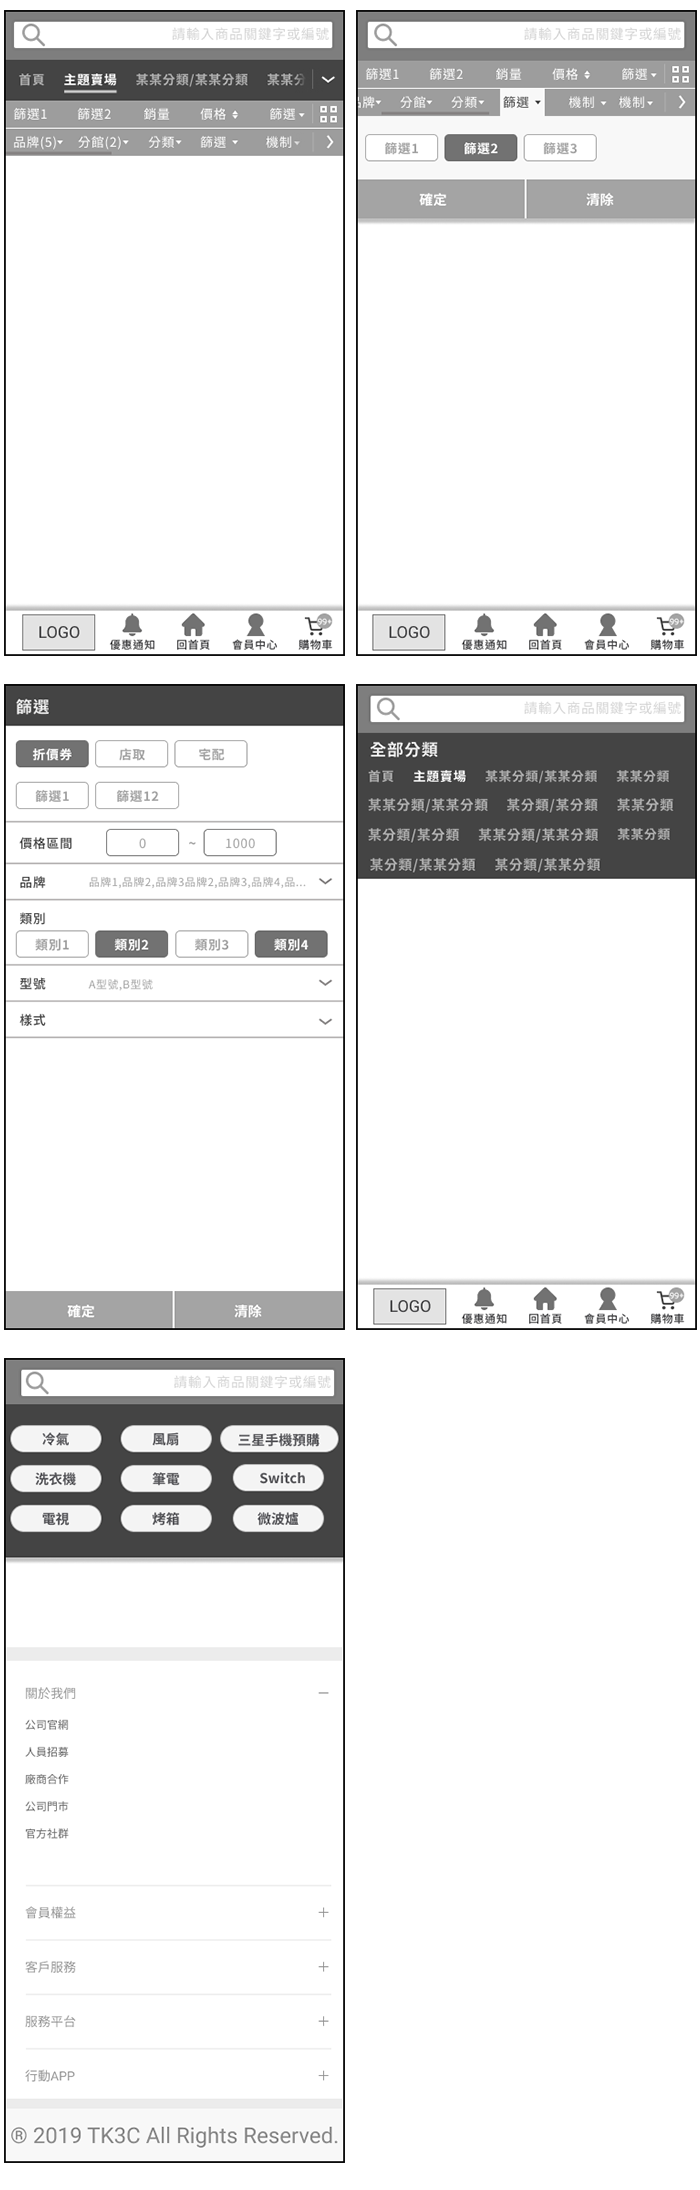 請輸入商品關鍵字或編號
首頁 主題賣場 某某分類/某某分類 某某分
篩選1 篩選2 銷量 價格 篩選
品牌(5) 分館(2) 分類 篩選 機制
LOGO 優惠通知 回首頁 會員中心 購物車 99+
請輸入商品關鍵字或編號
篩選1 篩選2 銷量 價格 篩選
品牌 分館 分類 篩選 機制 機制
篩選1 篩選2 篩選3
確定 清除
LOGO 優惠通知 回首頁 會員中心 購物車 99+
篩選
折價券 店取 宅配
篩選1 篩選12
價格區間 0 ~ 1000
品牌 品牌1,品牌2,品牌3品牌2,品牌3,品牌4,品...
類別
類別1 類別2 類別3 類別4
型號 A型號,B型號
樣式
確定 清除
請輸入商品關鍵字或編號
全部分類
首頁 主題賣場 某某分類/某某分類 某某分類
某某分類/某某分類 某分類/某分類 某某分類
某分類/某分類 某某分類/某某分類 某某分類
某分類/某某分類 某分類/某某分類
LOGO 優惠通知 回首頁 會員中心 購物車 99+
請輸入商品關鍵字或編號
冷氣 風扇 三星手機預購
洗衣機 筆電 Switch
電視 烤箱 微波爐
關於我們 −
公司官網
人員招募
廠商合作
公司門市
官方社群
會員權益 +
客戶服務 +
服務平台 +
行動APP +
® 2019 TK3C All Rights Reserved.